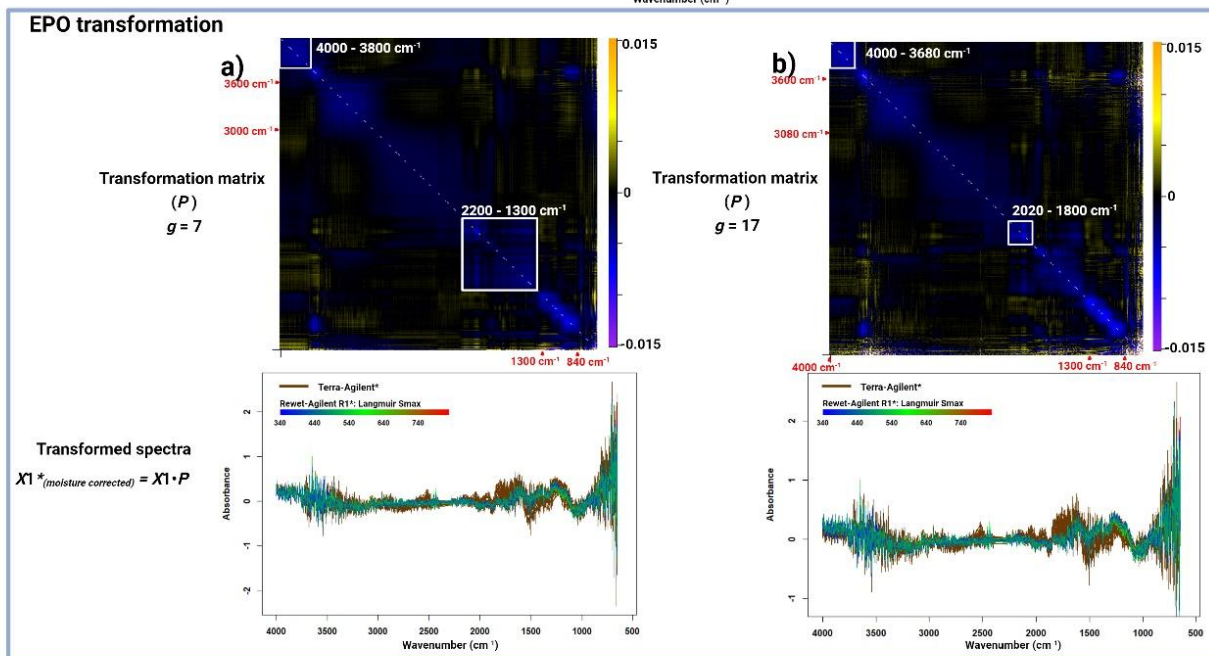 Wavenumber (cm⁻¹)
EPO transformation
a)
4000 - 3800 cm⁻¹
3600 cm⁻¹
3000 cm⁻¹
2200 - 1300 cm⁻¹
1300 cm⁻¹
840 cm⁻¹
0.015
0
-0.015
Transformation matrix
(P)
g = 7
b)
4000 - 3680 cm⁻¹
3600 cm⁻¹
3080 cm⁻¹
2020 - 1800 cm⁻¹
4000 cm⁻¹
1300 cm⁻¹
840 cm⁻¹
0.015
0
-0.015
Transformation matrix
(P)
g = 17
Transformed spectra
X1*(moisture corrected) = X1·P
Terra-Agilent*
Rewet-Agilent R1*: Langmuir Smax
340 440 540 640 740
Absorbance
2
1
0
-1
-2
4000 3500 3000 2500 2000 1500 1000 500
Wavenumber (cm⁻¹)
Terra-Agilent*
Rewet-Agilent R1*: Langmuir Smax
340 440 540 640 740
Absorbance
2
1
0
-1
4000 3500 3000 2500 2000 1500 1000 500
Wavenumber (cm⁻¹)